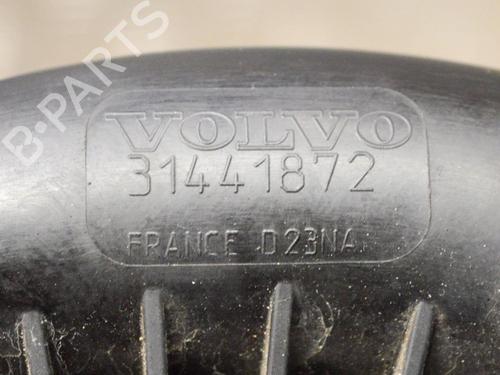 B-PARTS
VOLVO
31441872
FRANCE D23NA